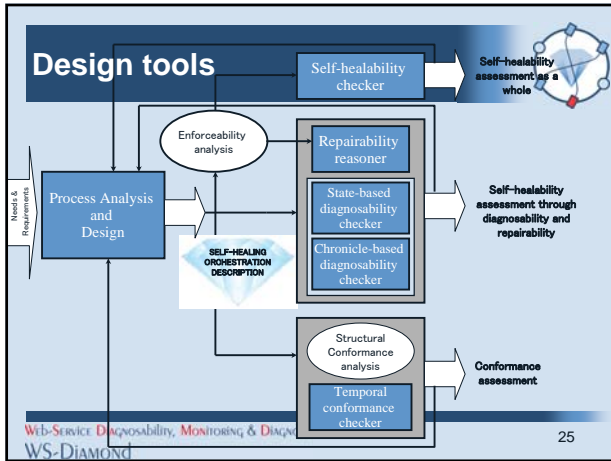 Design tools
Self-healability
checker
Self-healability
assessment as a
whole
Enforceability
analysis
Repairability
reasoner
Needs &
Requirements
Process Analysis
and
Design
State-based
diagnosability
checker
Chronicle-based
diagnosability checker
Self-healability
assessment through
diagnosability and
repairability
SELF-HEALING
ORCHESTRATION
DESCRIPTION
Structural
Conformance
analysis
Temporal
conformance
checker
Conformance
assessment
WEB-SERVICE DIAGNOSABILITY, MONITORING & DIAGNO
WS-DIAMOND
25